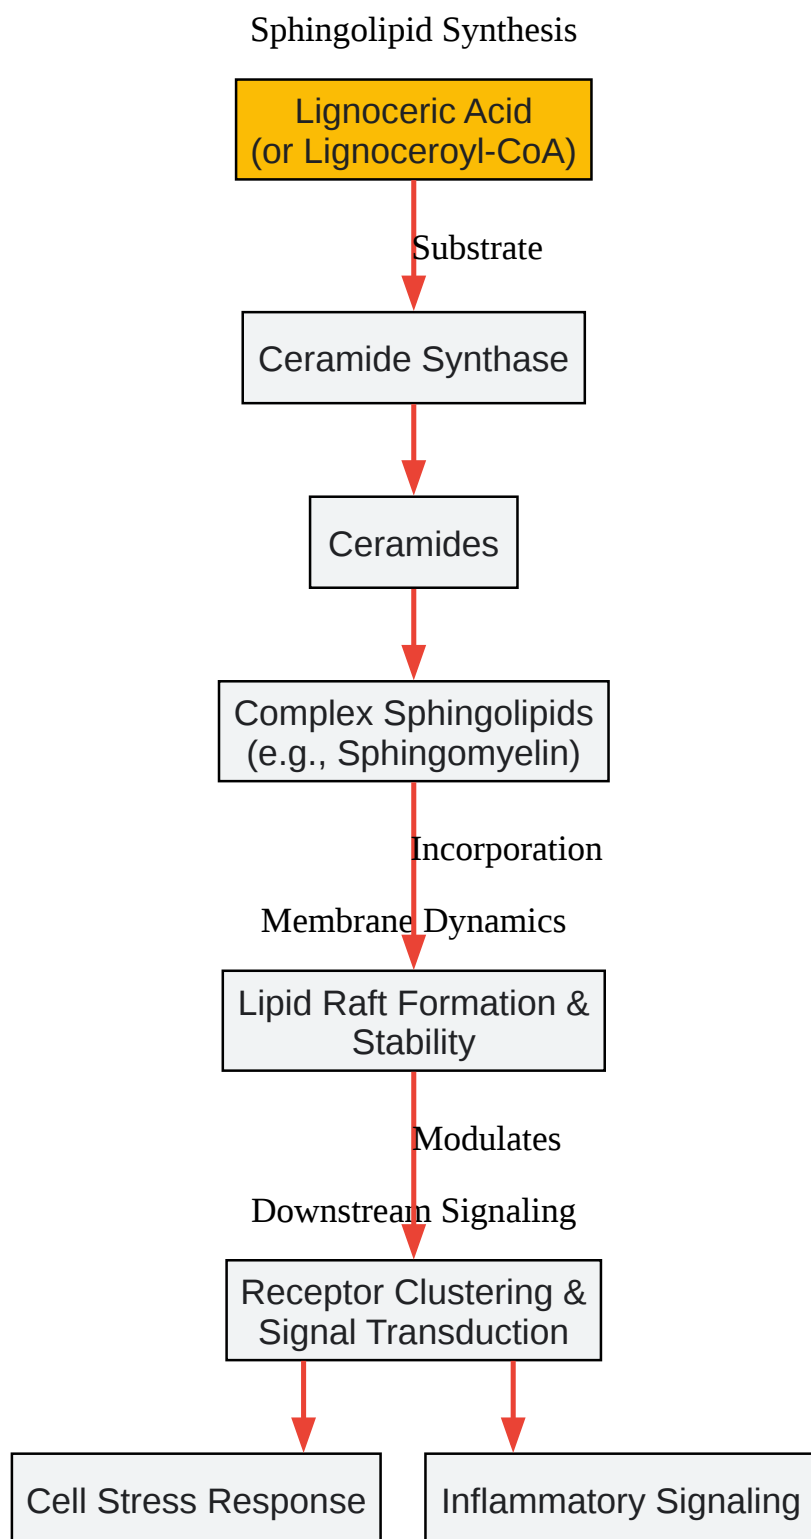 Sphingolipid Synthesis
Lignoceric Acid
(or Lignoceroyl-CoA)
Substrate
Ceramide Synthase
Ceramides
Complex Sphingolipids
(e.g., Sphingomyelin)
Incorporation
Membrane Dynamics
Lipid Raft Formation &
Stability
Modulates
Downstream Signaling
Receptor Clustering &
Signal Transduction
Cell Stress Response
Inflammatory Signaling